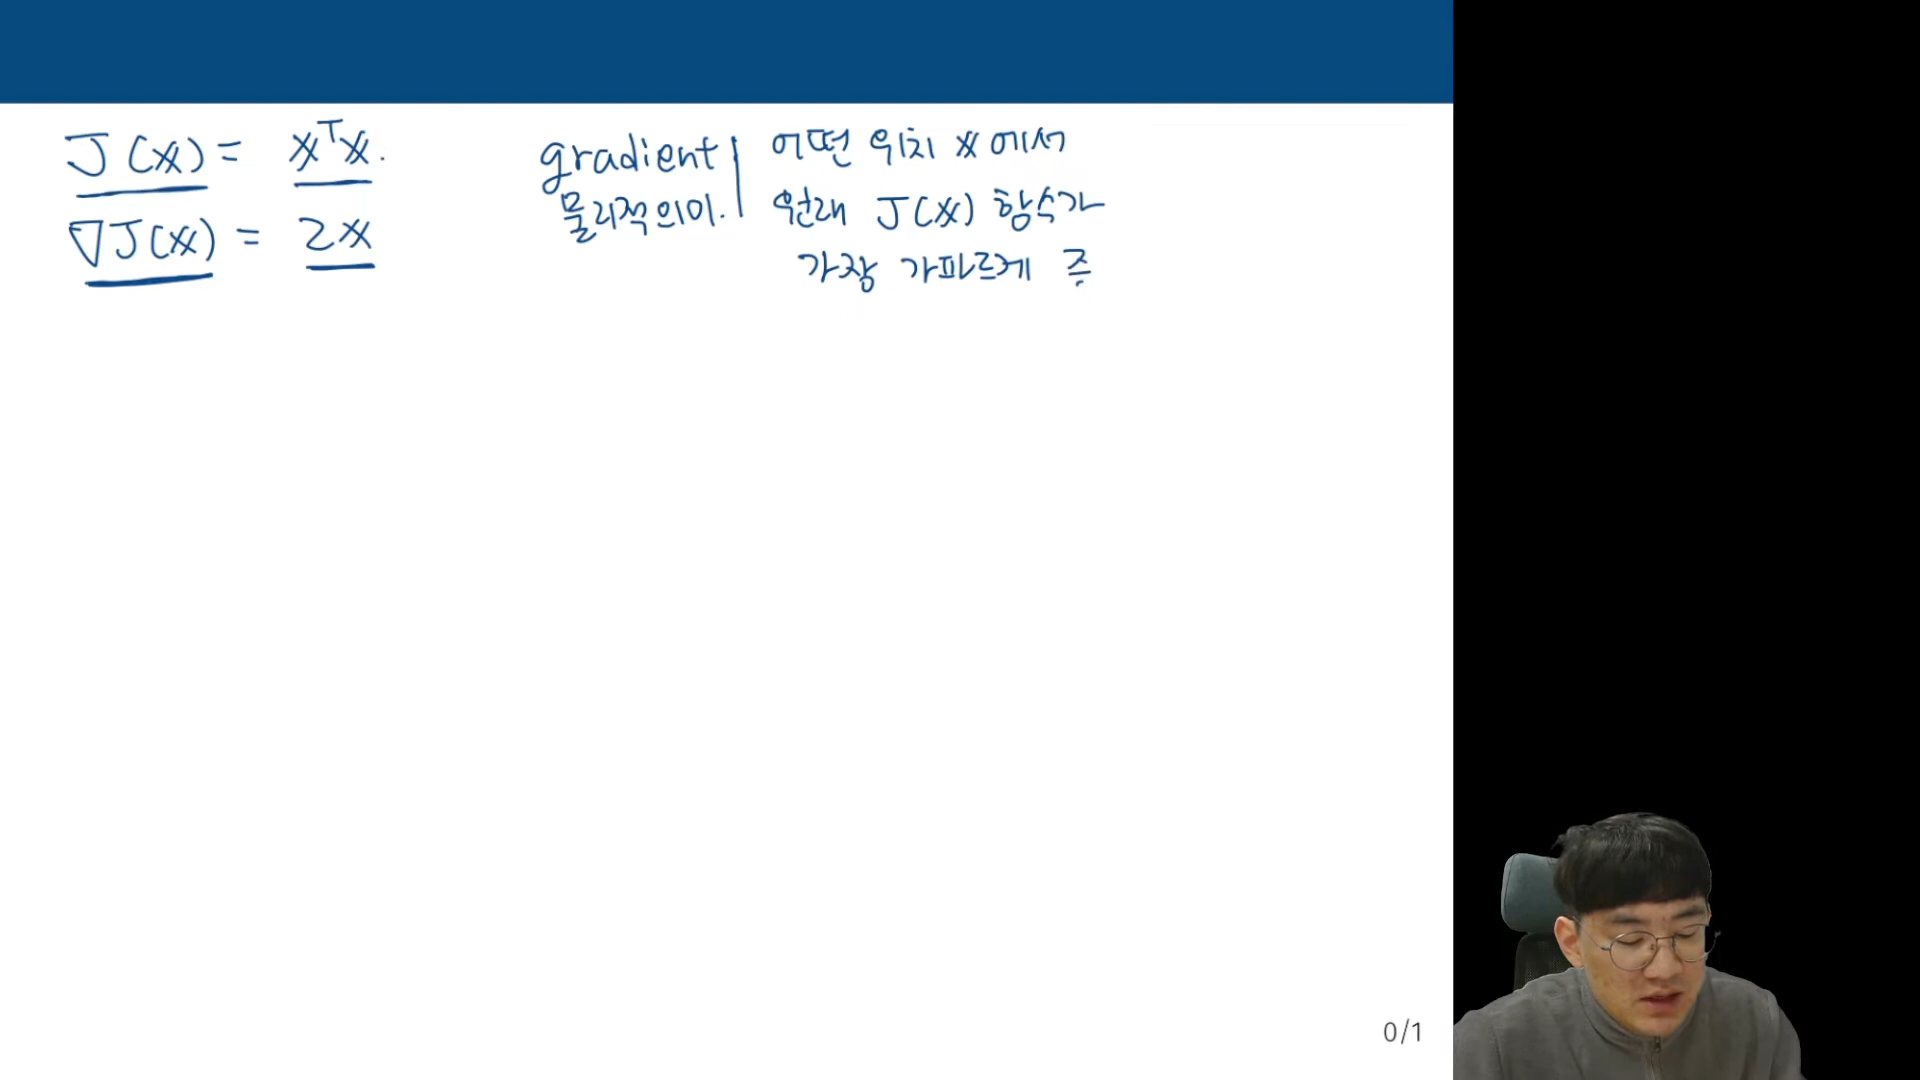 J(x) = xᵀx.
∇J(x) = 2x
gradient
물리적의미.
어떤 위치 x 에서
원래 J(x) 함수가
가장 가파르게 증
0/1